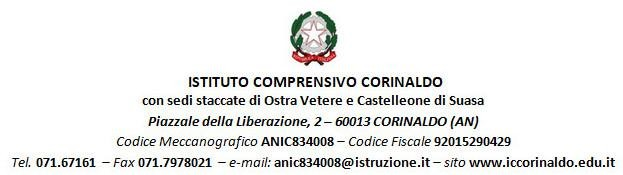 ISTITUTO COMPRENSIVO CORINALDO
con sedi staccate di Ostra Vetere e Castelleone di Suasa
Piazzale della Liberazione, 2 – 60013 CORINALDO (AN)
Codice Meccanografico ANIC834008 – Codice Fiscale 92015290429
Tel. 071.67161 – Fax 071.7978021 – e-mail: anic834008@istruzione.it – sito www.iccorinaldo.edu.it